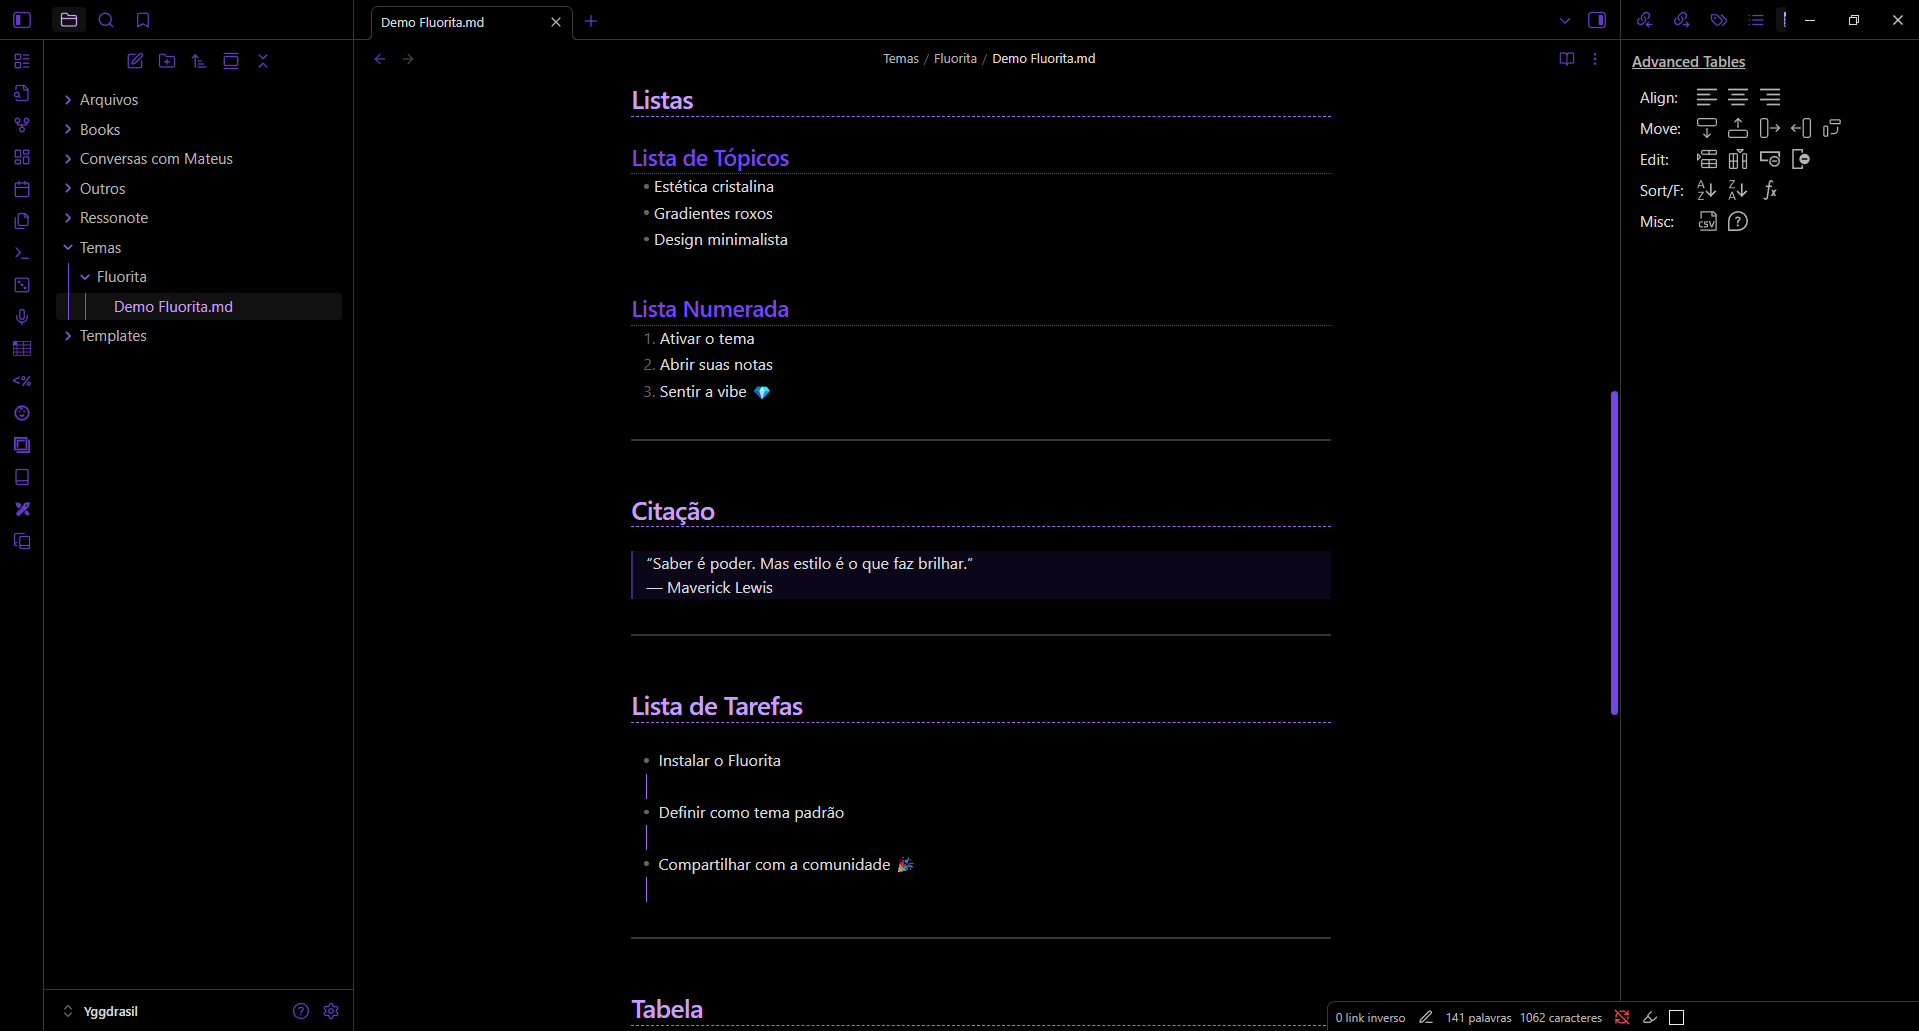 Demo Fluorita.md
Temas / Fluorita / Demo Fluorita.md
Arquivos
Books
Conversas com Mateus
Outros
Ressonote
Temas
Fluorita
Demo Fluorita.md
Templates
Yggdrasil
Listas
Lista de Tópicos
• Estética cristalina
• Gradientes roxos
• Design minimalista
Lista Numerada
1. Ativar o tema
2. Abrir suas notas
3. Sentir a vibe 💎
Citação
“Saber é poder. Mas estilo é o que faz brilhar.”
— Maverick Lewis
Lista de Tarefas
• Instalar o Fluorita
• Definir como tema padrão
• Compartilhar com a comunidade 🎉
Tabela
Advanced Tables
Align:
Move:
Edit:
Sort/F:
Misc:
CSV
0 link inverso 141 palavras 1062 caracteres